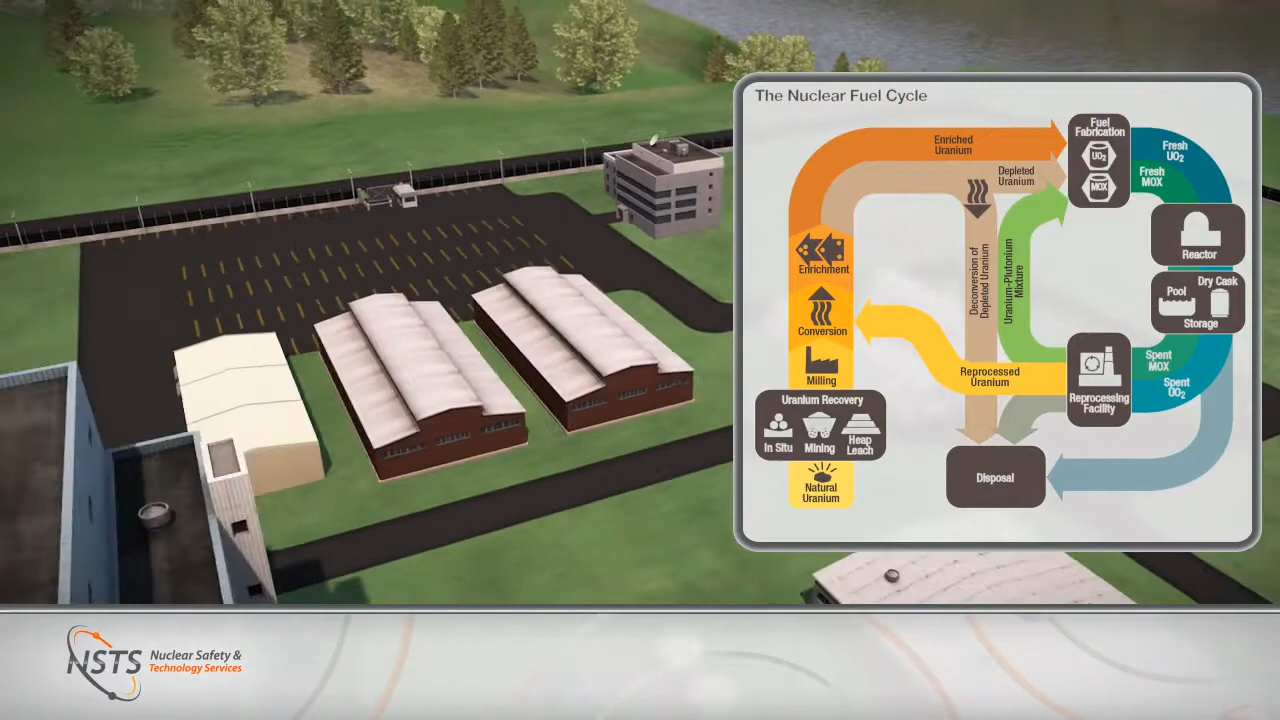 The Nuclear Fuel Cycle
Enriched
Uranium
Fuel
Fabrication
UO2
MOX
Fresh
UO2
Fresh
MOX
Depleted
Uranium
Reactor
Enrichment
Deconversion of
Depleted Uranium
Uranium-Plutonium
Mixture
Pool
Dry Cask
Storage
Conversion
Milling
Reprocessed
Uranium
Reprocessing
Facility
Spent
MOX
Spent
UO2
Uranium Recovery
In Situ
Mining
Heap
Leach
Natural
Uranium
Disposal
NSTS
Nuclear Safety &
Technology Services